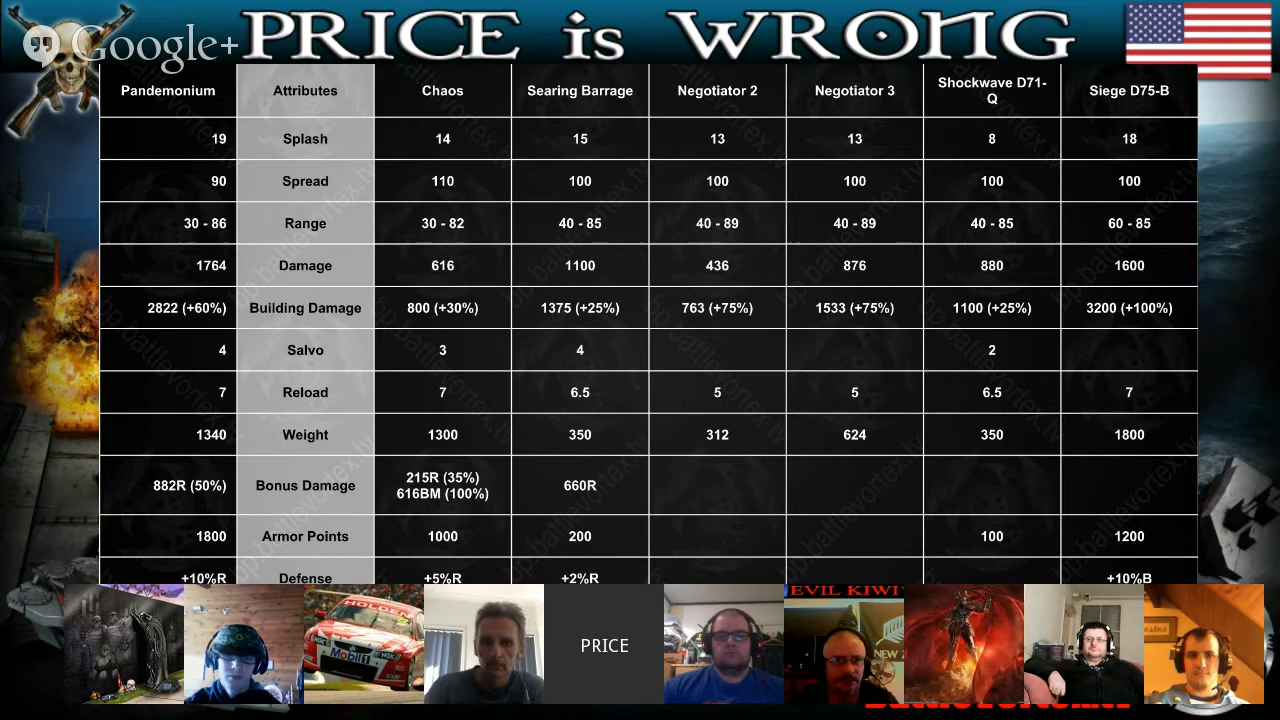 Google+
PRICE is WRONG
Pandemonium Attributes Chaos Searing Barrage Negotiator 2 Negotiator 3 Shockwave D71-Q Siege D75-B
19 Splash 14 15 13 13 8 18
90 Spread 110 100 100 100 100 100
30 - 86 Range 30 - 82 40 - 85 40 - 89 40 - 89 40 - 85 60 - 85
1764 Damage 616 1100 436 876 880 1600
2822 (+60%) Building Damage 800 (+30%) 1375 (+25%) 763 (+75%) 1533 (+75%) 1100 (+25%) 3200 (+100%)
4 Salvo 3 4 2
7 Reload 7 6.5 5 5 6.5 7
1340 Weight 1300 350 312 624 350 1800
882R (50%) Bonus Damage 215R (35%) 616BM (100%) 660R
1800 Armor Points 1000 200 100 1200
+10%R Defense +5%R +2%R +10%B
HOLDEN
Mobil 1
PRICE
EVIL KIWI